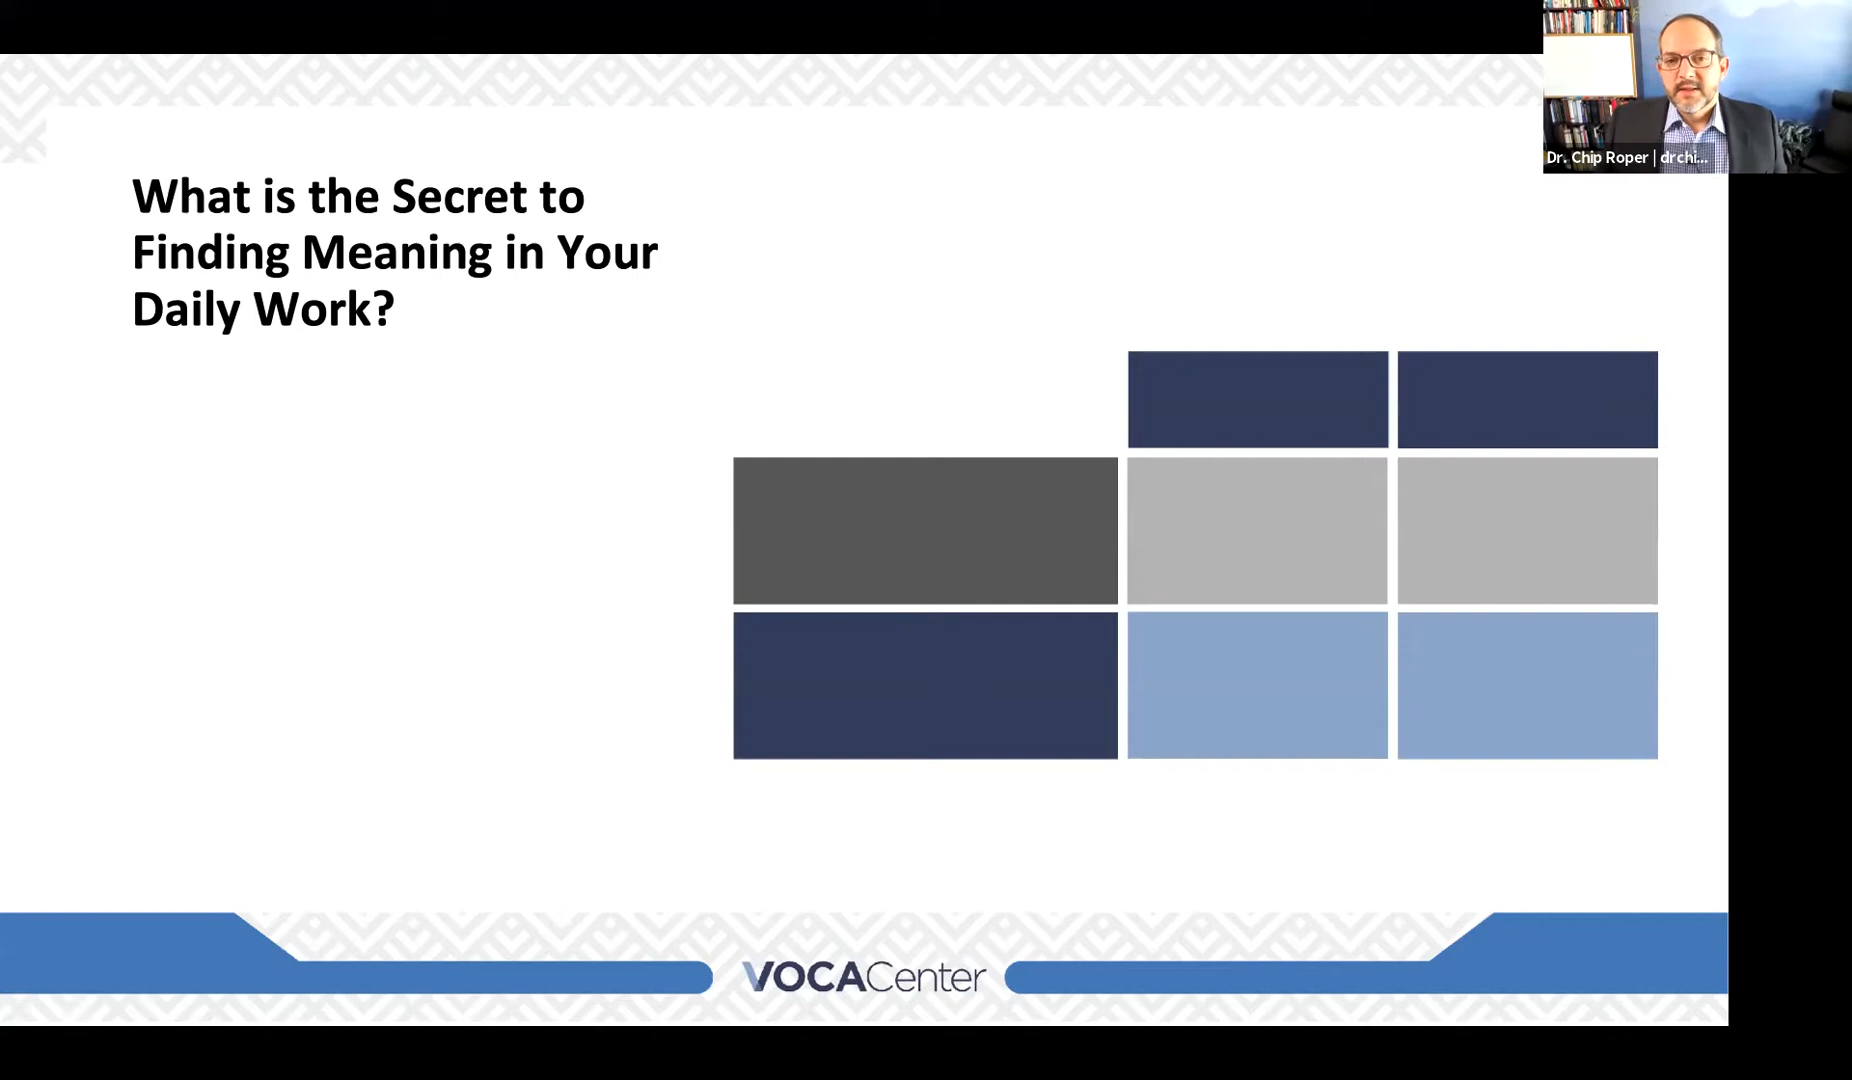 Dr. Chip Roper | drchi...
What is the Secret to
Finding Meaning in Your
Daily Work?
VOCACenter